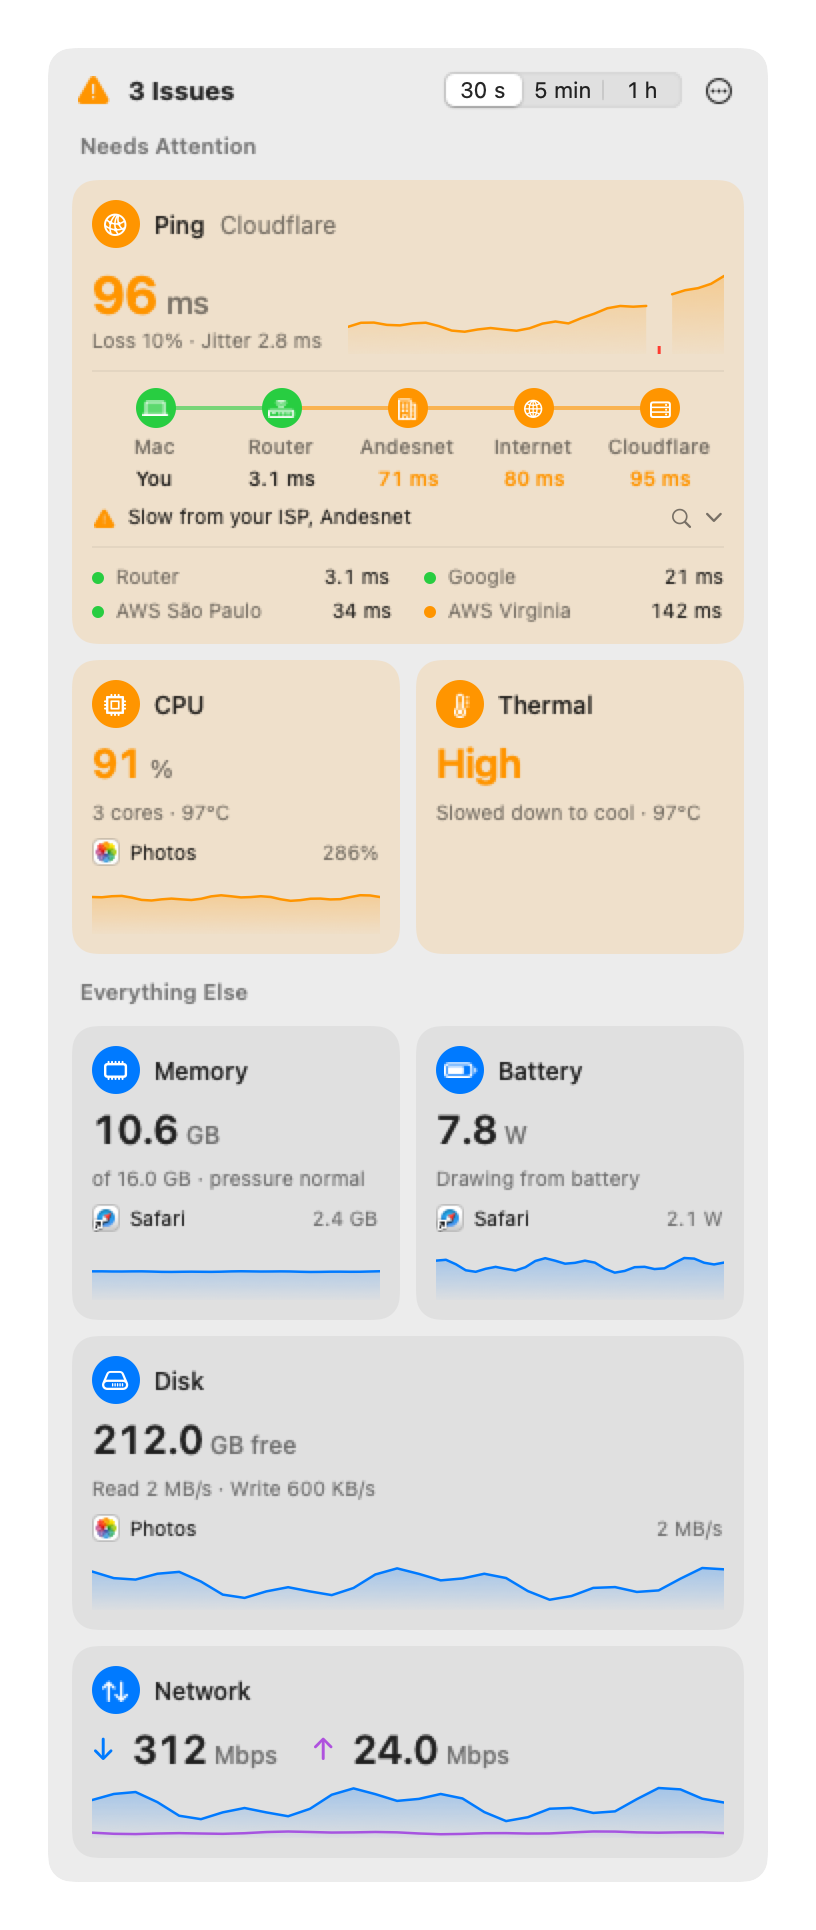 3 Issues
30 s 5 min 1 h
Needs Attention
Ping Cloudflare
96 ms
Loss 10% · Jitter 2.8 ms
Mac Router Andesnet Internet Cloudflare
You 3.1 ms 71 ms 80 ms 95 ms
Slow from your ISP, Andesnet
Router 3.1 ms Google 21 ms
AWS São Paulo 34 ms AWS Virginia 142 ms
CPU
91 %
3 cores · 97°C
Photos 286%
Thermal
High
Slowed down to cool · 97°C
Everything Else
Memory
10.6 GB
of 16.0 GB · pressure normal
Safari 2.4 GB
Battery
7.8 W
Drawing from battery
Safari 2.1 W
Disk
212.0 GB free
Read 2 MB/s · Write 600 KB/s
Photos 2 MB/s
Network
312 Mbps 24.0 Mbps